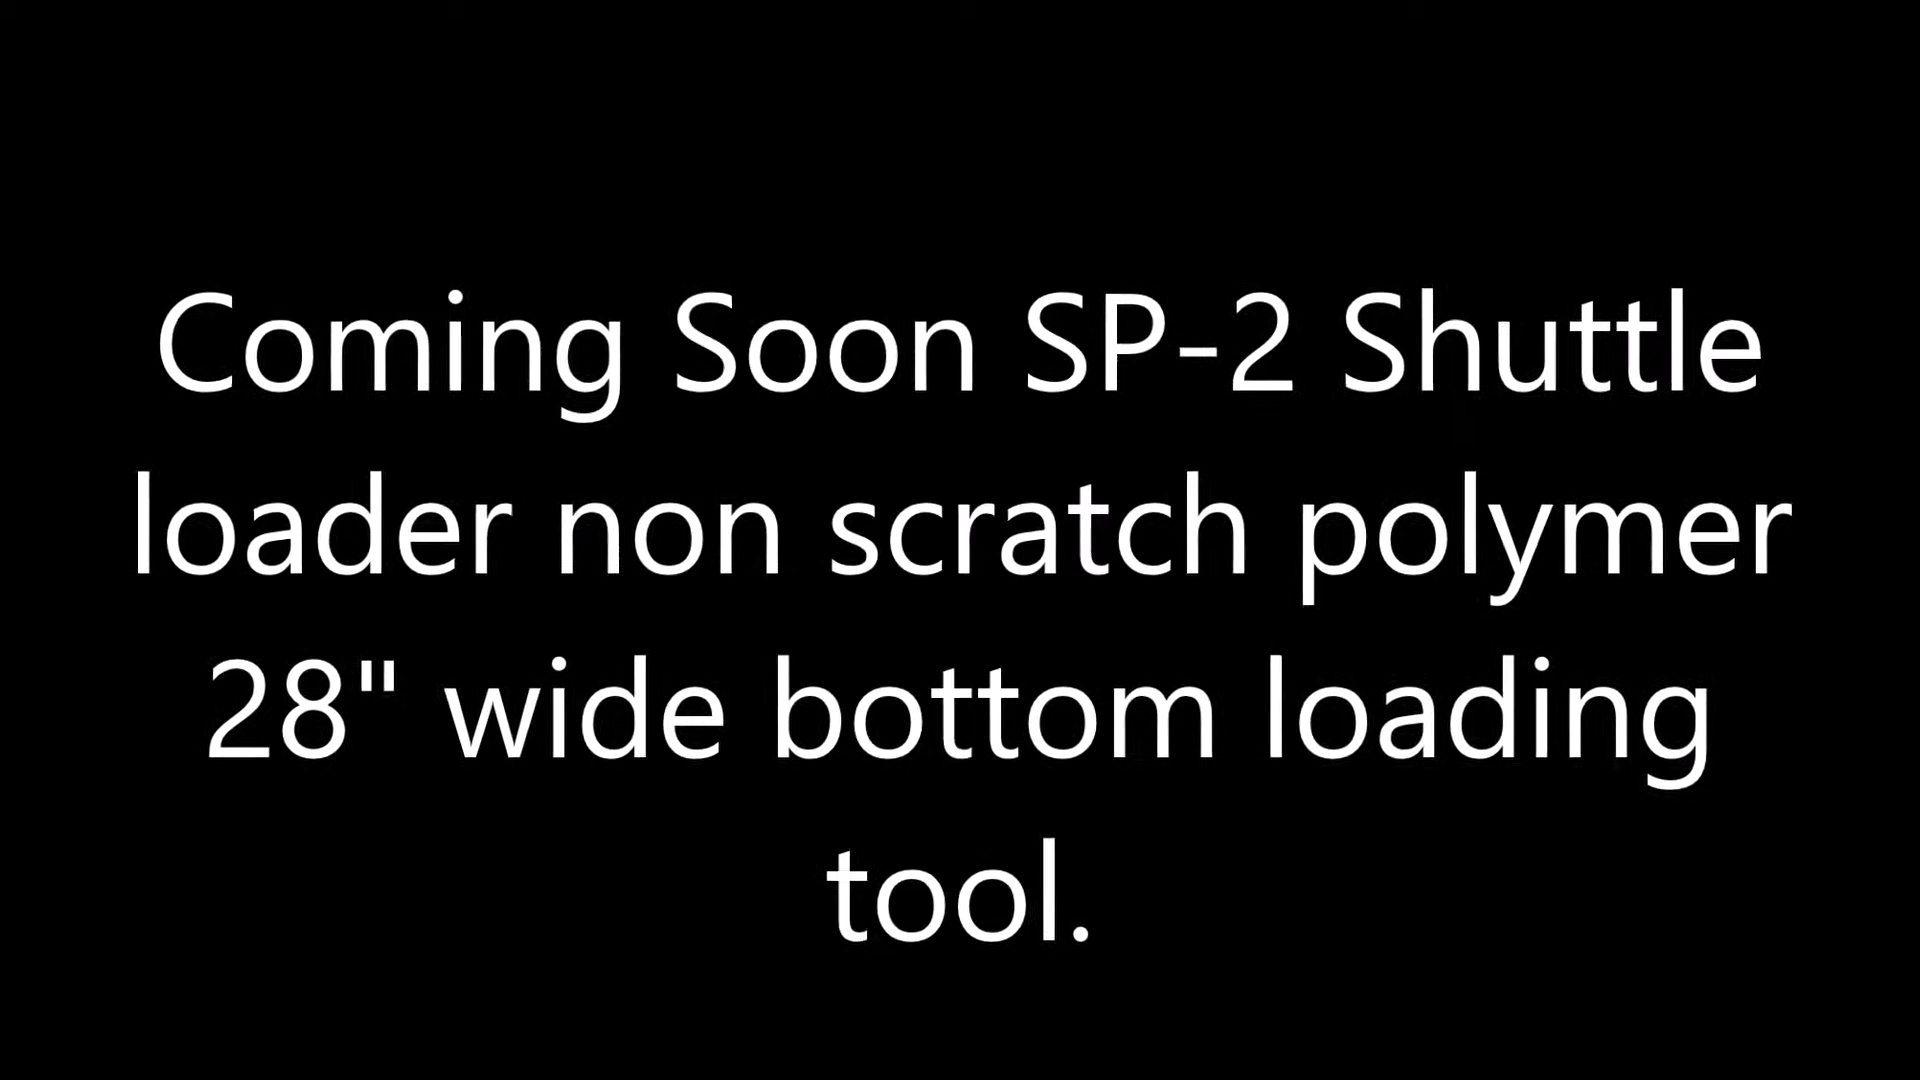 Coming Soon SP-2 Shuttle
loader non scratch polymer
28" wide bottom loading
tool.